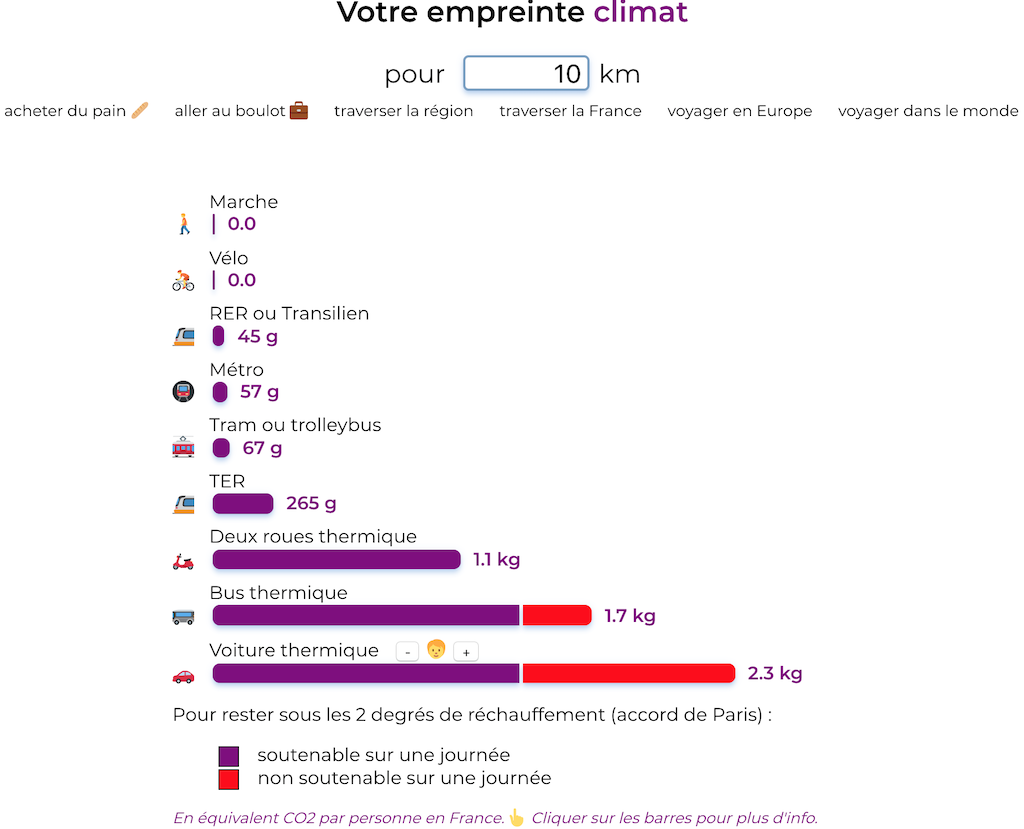 Votre empreinte climat
pour 10 km
acheter du pain aller au boulot traverser la région traverser la France voyager en Europe voyager dans le monde
Marche
0.0
Vélo
0.0
RER ou Transilien
45 g
Métro
57 g
Tram ou trolleybus
67 g
TER
265 g
Deux roues thermique
1.1 kg
Bus thermique
1.7 kg
Voiture thermique - +
2.3 kg
Pour rester sous les 2 degrés de réchauffement (accord de Paris) :
soutenable sur une journée
non soutenable sur une journée
En équivalent CO2 par personne en France. Cliquer sur les barres pour plus d'info.